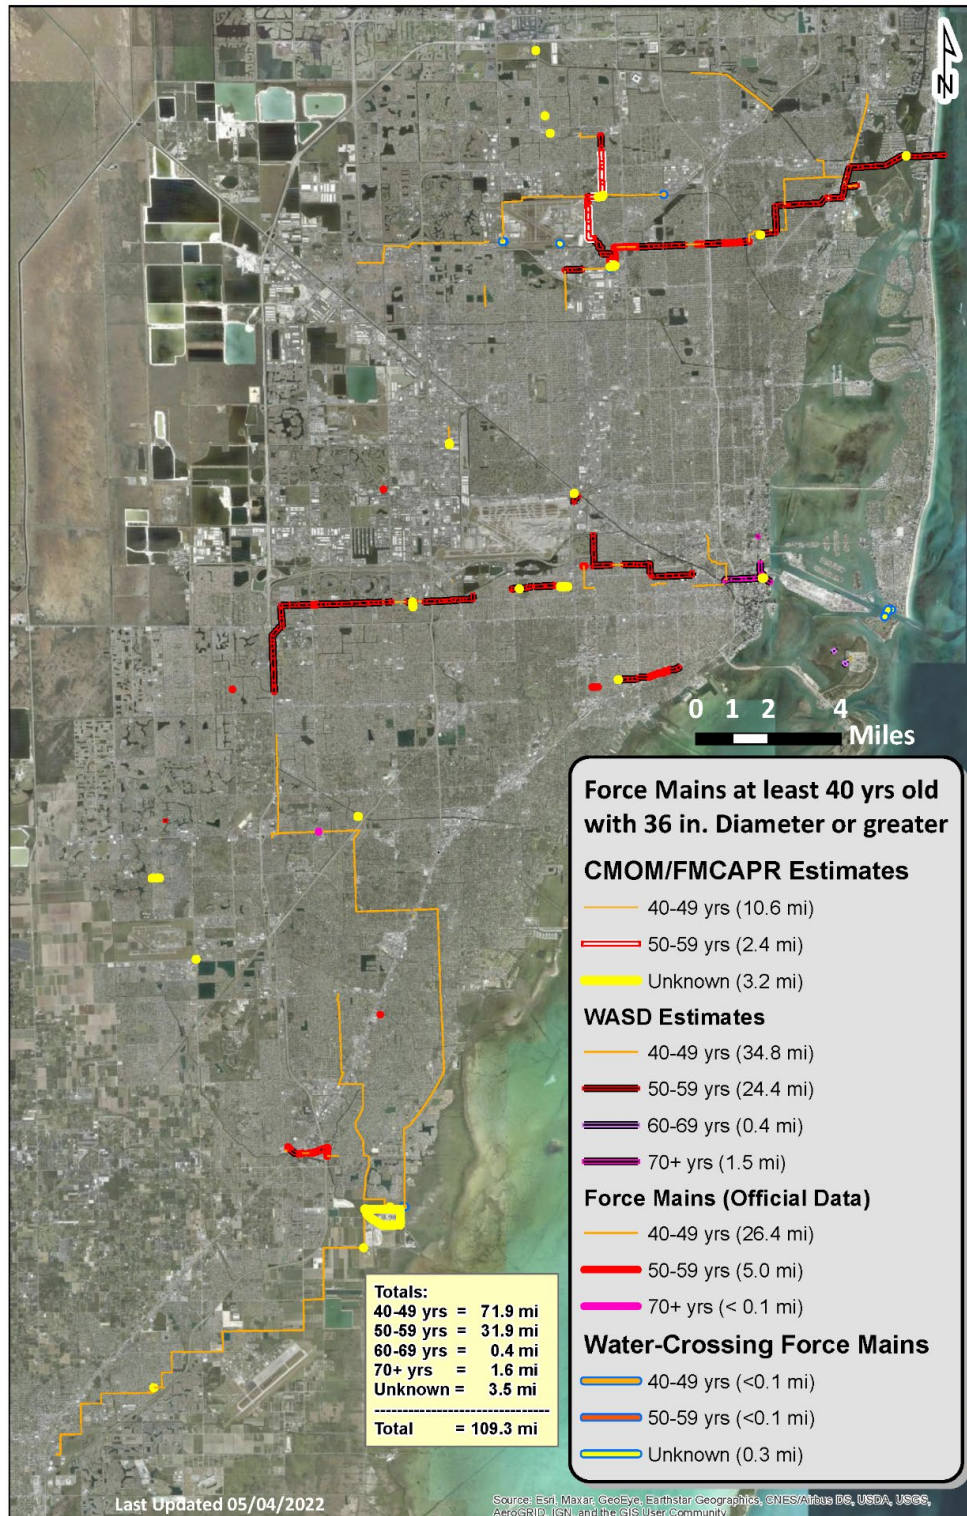 N
0 1 2 4
Miles
Force Mains at least 40 yrs old
with 36 in. Diameter or greater
CMOM/FMCAPR Estimates
40-49 yrs (10.6 mi)
50-59 yrs (2.4 mi)
Unknown (3.2 mi)
WASD Estimates
40-49 yrs (34.8 mi)
50-59 yrs (24.4 mi)
60-69 yrs (0.4 mi)
70+ yrs (1.5 mi)
Force Mains (Official Data)
40-49 yrs (26.4 mi)
50-59 yrs (5.0 mi)
70+ yrs (< 0.1 mi)
Water-Crossing Force Mains
40-49 yrs (<0.1 mi)
50-59 yrs (<0.1 mi)
Unknown (0.3 mi)
Totals:
40-49 yrs = 71.9 mi
50-59 yrs = 31.9 mi
60-69 yrs = 0.4 mi
70+ yrs = 1.6 mi
Unknown = 3.5 mi
--------------------------------
Total = 109.3 mi
Last Updated 05/04/2022
Source: Esri, Maxar, GeoEye, Earthstar Geographics, CNES/Airbus DS, USDA, USGS,
AeroGRID, IGN, and the GIS User Community